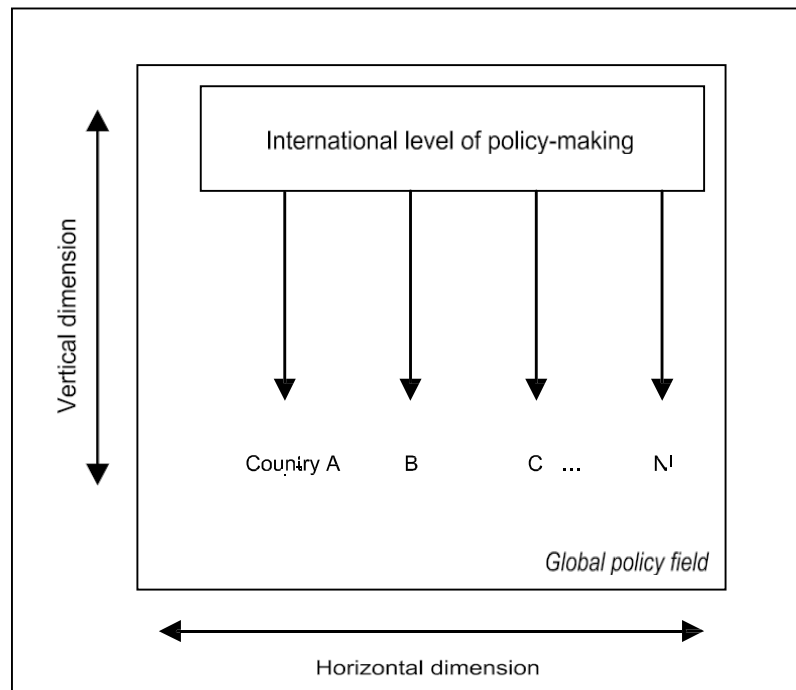 International level of policy-making
Vertical dimension
Country A B C ... N
Global policy field
Horizontal dimension